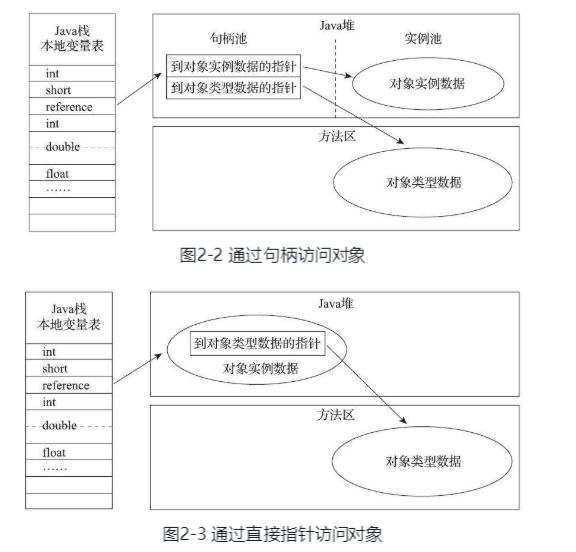 Java栈
本地变量表
int
short
reference
int
double
float
……
Java堆
句柄池
实例池
到对象实例数据的指针
到对象类型数据的指针
对象实例数据
方法区
对象类型数据
图2-2 通过句柄访问对象
Java栈
本地变量表
int
short
reference
int
double
float
……
Java堆
到对象类型数据的指针
对象实例数据
方法区
对象类型数据
图2-3 通过直接指针访问对象